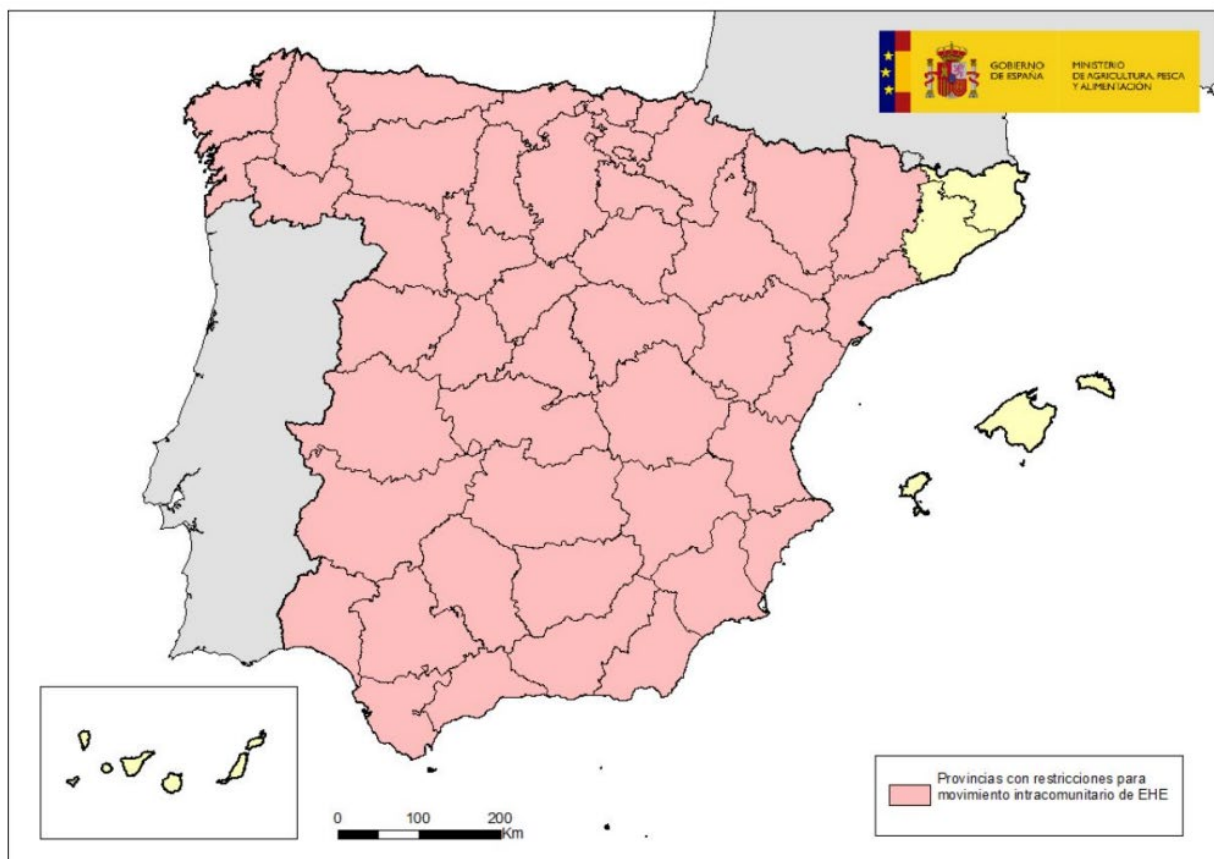 GOBIERNO
DE ESPAÑA
MINISTERIO
DE AGRICULTURA, PESCA
Y ALIMENTACIÓN
Provincias con restricciones para
movimiento intracomunitario de EHE
0 100 200
Km